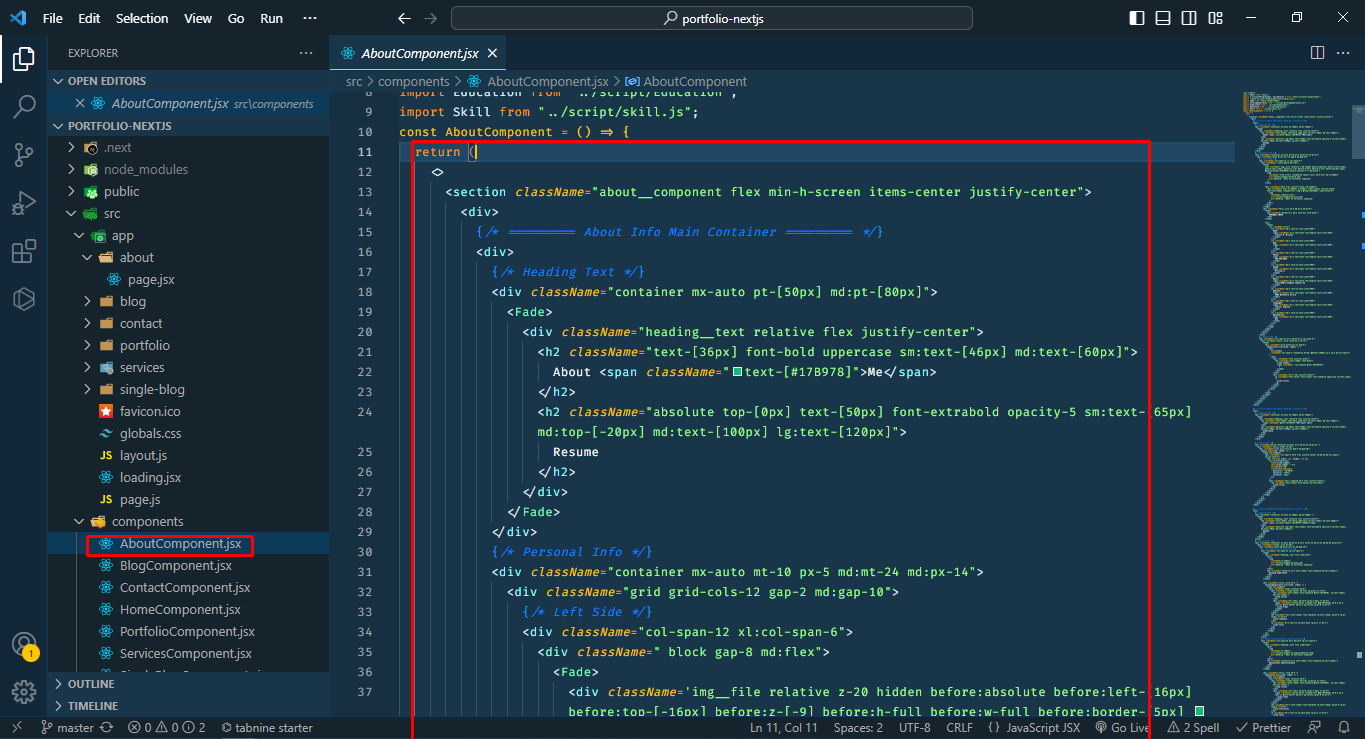 File Edit Selection View Go Run ··· portfolio-nextjs
EXPLORER
OPEN EDITORS
AboutComponent.jsx src\components
PORTFOLIO-NEXTJS
.next
node_modules
public
src
app
about
page.jsx
blog
contact
portfolio
services
single-blog
favicon.ico
globals.css
JS layout.js
loading.jsx
JS page.js
components
AboutComponent.jsx
BlogComponent.jsx
ContactComponent.jsx
HomeComponent.jsx
PortfolioComponent.jsx
ServicesComponent.jsx
OUTLINE
TIMELINE
AboutComponent.jsx
src > components > AboutComponent.jsx > AboutComponent
8 import Education from "../script/Education";
9 import Skill from "../script/skill.js";
10 const AboutComponent = () => {
11 return (
12 <>
13 <section className="about__component flex min-h-screen items-center justify-center">
14 <div>
15 {/* ========= About Info Main Container ========= */}
16 <div>
17 {/* Heading Text */}
18 <div className="container mx-auto pt-[50px] md:pt-[80px]">
19 <Fade>
20 <div className="heading__text relative flex justify-center">
21 <h2 className="text-[36px] font-bold uppercase sm:text-[46px] md:text-[60px]">
22 About <span className="text-[#17B978]">Me</span>
23 </h2>
24 <h2 className="absolute top-[0px] text-[50px] font-extrabold opacity-5 sm:text-[65px]
md:top-[-20px] md:text-[100px] lg:text-[120px]">
25 Resume
26 </h2>
27 </div>
28 </Fade>
29 </div>
30 {/* Personal Info */}
31 <div className="container mx-auto mt-10 px-5 md:mt-24 md:px-14">
32 <div className="grid grid-cols-12 gap-2 md:gap-10">
33 {/* Left Side */}
34 <div className="col-span-12 xl:col-span-6">
35 <div className=" block gap-8 md:flex">
36 <Fade>
37 <div className='img__file relative z-20 hidden before:absolute before:left-[16px]
before:top-[-16px] before:z-[-9] before:h-full before:w-full before:border-[5px]
1
master 0 0 2 tabnine starter Ln 11, Col 11 Spaces: 2 UTF-8 CRLF {} JavaScript JSX Go Live 2 Spell Prettier